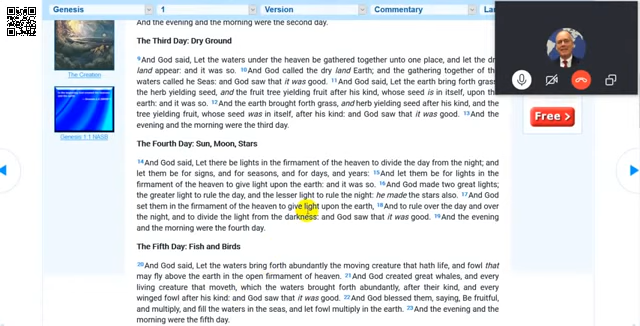 Genesis 1 Version Commentary
And the evening and the morning were the second day.
The Third Day: Dry Ground
9And God said, Let the waters under the heaven be gathered together unto one place, and let the dry
land appear: and it was so. 10And God called the dry land Earth; and the gathering together of the
waters called he Seas: and God saw that it was good. 11And God said, Let the earth bring forth grass,
the herb yielding seed, and the fruit tree yielding fruit after his kind, whose seed is in itself, upon the
earth: and it was so. 12And the earth brought forth grass, and herb yielding seed after his kind, and the
tree yielding fruit, whose seed was in itself, after his kind: and God saw that it was good. 13And the
evening and the morning were the third day.
The Fourth Day: Sun, Moon, Stars
14And God said, Let there be lights in the firmament of the heaven to divide the day from the night; and
let them be for signs, and for seasons, and for days, and years: 15And let them be for lights in the
firmament of the heaven to give light upon the earth: and it was so. 16And God made two great lights;
the greater light to rule the day, and the lesser light to rule the night: he made the stars also. 17And God
set them in the firmament of the heaven to give light upon the earth, 18And to rule over the day and over
the night, and to divide the light from the darkness: and God saw that it was good. 19And the evening
and the morning were the fourth day.
The Fifth Day: Fish and Birds
20And God said, Let the waters bring forth abundantly the moving creature that hath life, and fowl that
may fly above the earth in the open firmament of heaven. 21And God created great whales, and every
living creature that moveth, which the waters brought forth abundantly, after their kind, and every
winged fowl after his kind: and God saw that it was good. 22And God blessed them, saying, Be fruitful,
and multiply, and fill the waters in the seas, and let fowl multiply in the earth. 23And the evening and the
morning were the fifth day.
The Creation
Genesis 1:1 NASB
Free >